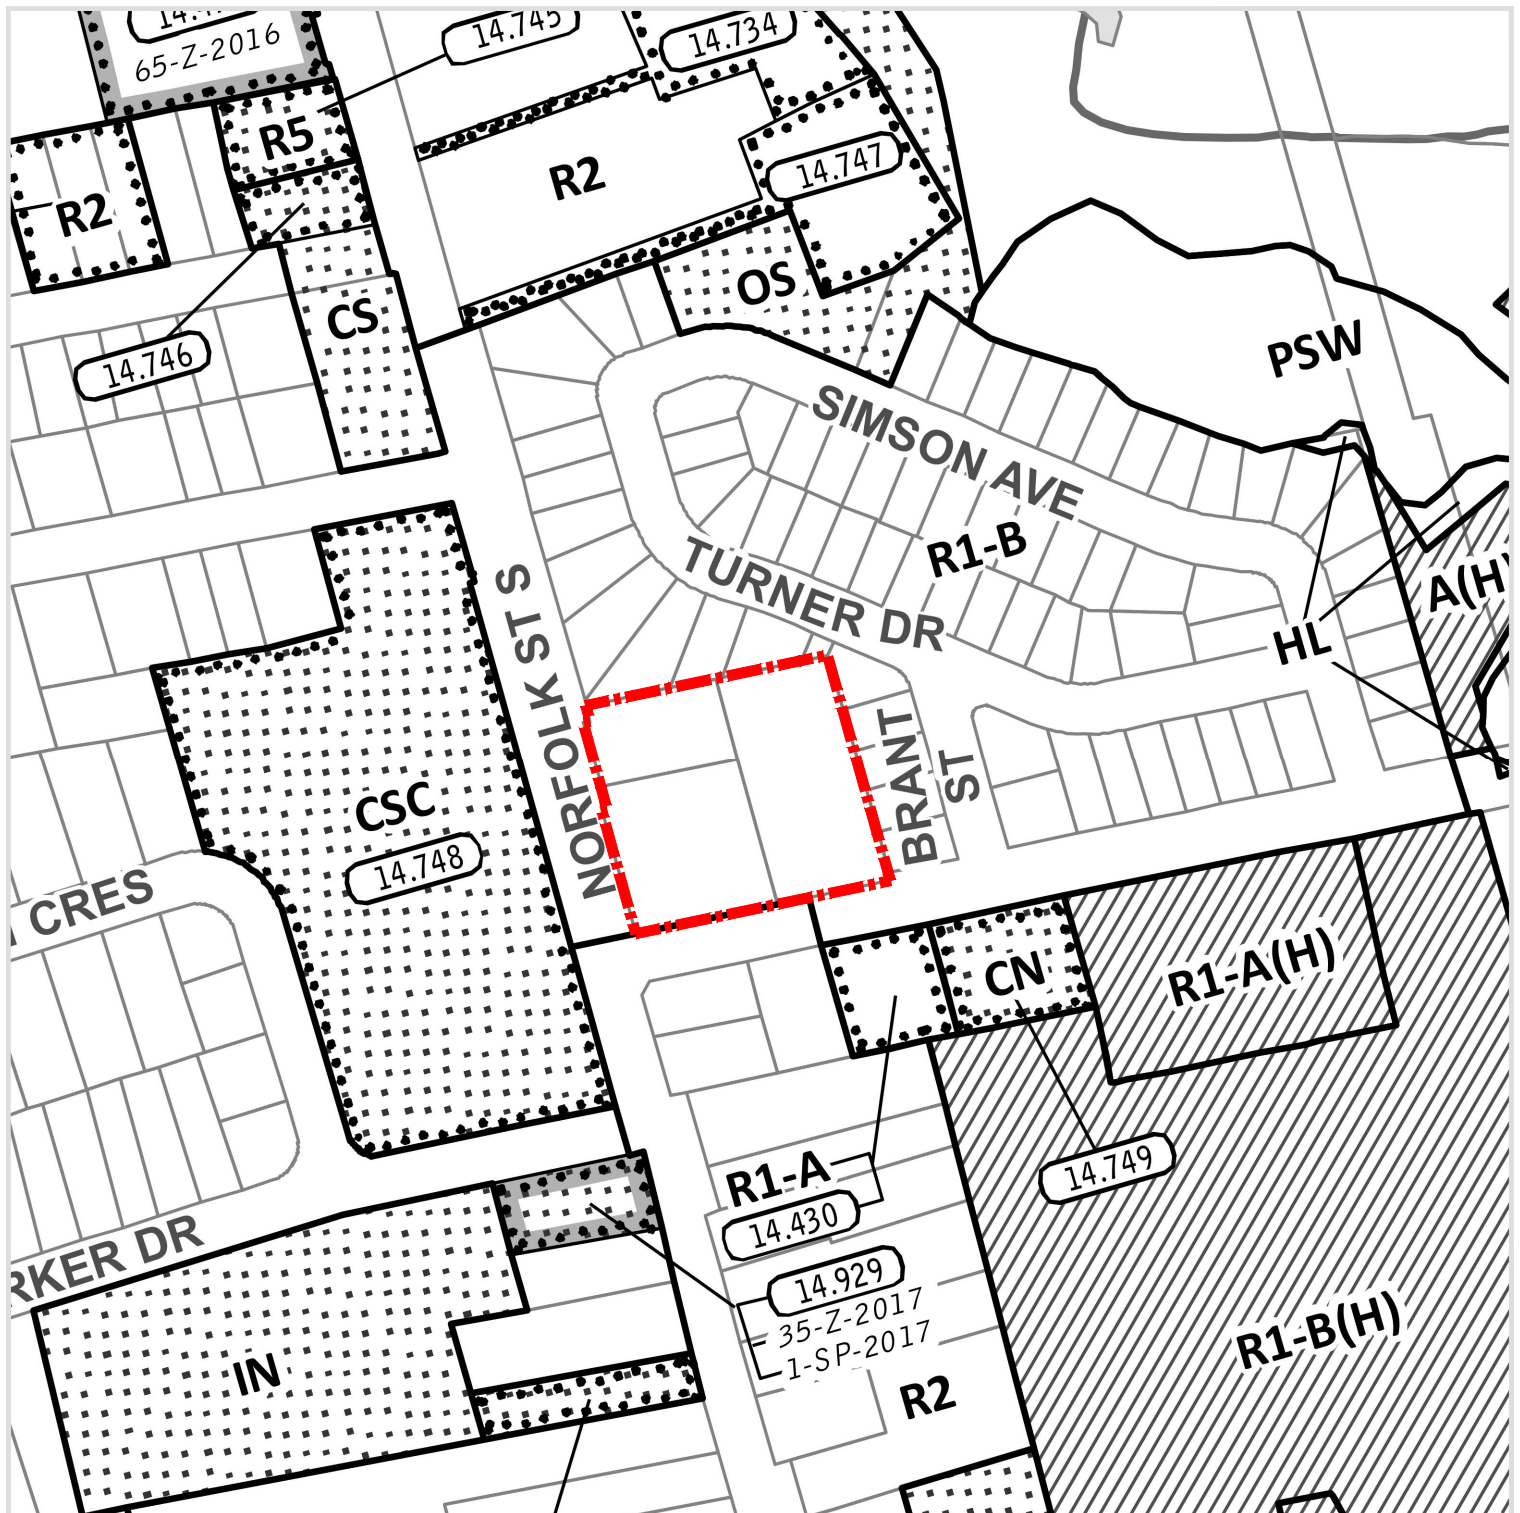 65-Z-2016
14.745
14.734
R5
R2
R2
14.747
OS
CS
14.746
PSW
SIMSON AVE
R1-B
TURNER DR
A(H)
HL
NORFOLK ST S
BRANT
ST
CSC
14.748
CRES
CN
R1-A(H)
14.749
R1-A
14.430
14.929
35-Z-2017
1-SP-2017
RKER DR
IN
R2
R1-B(H)